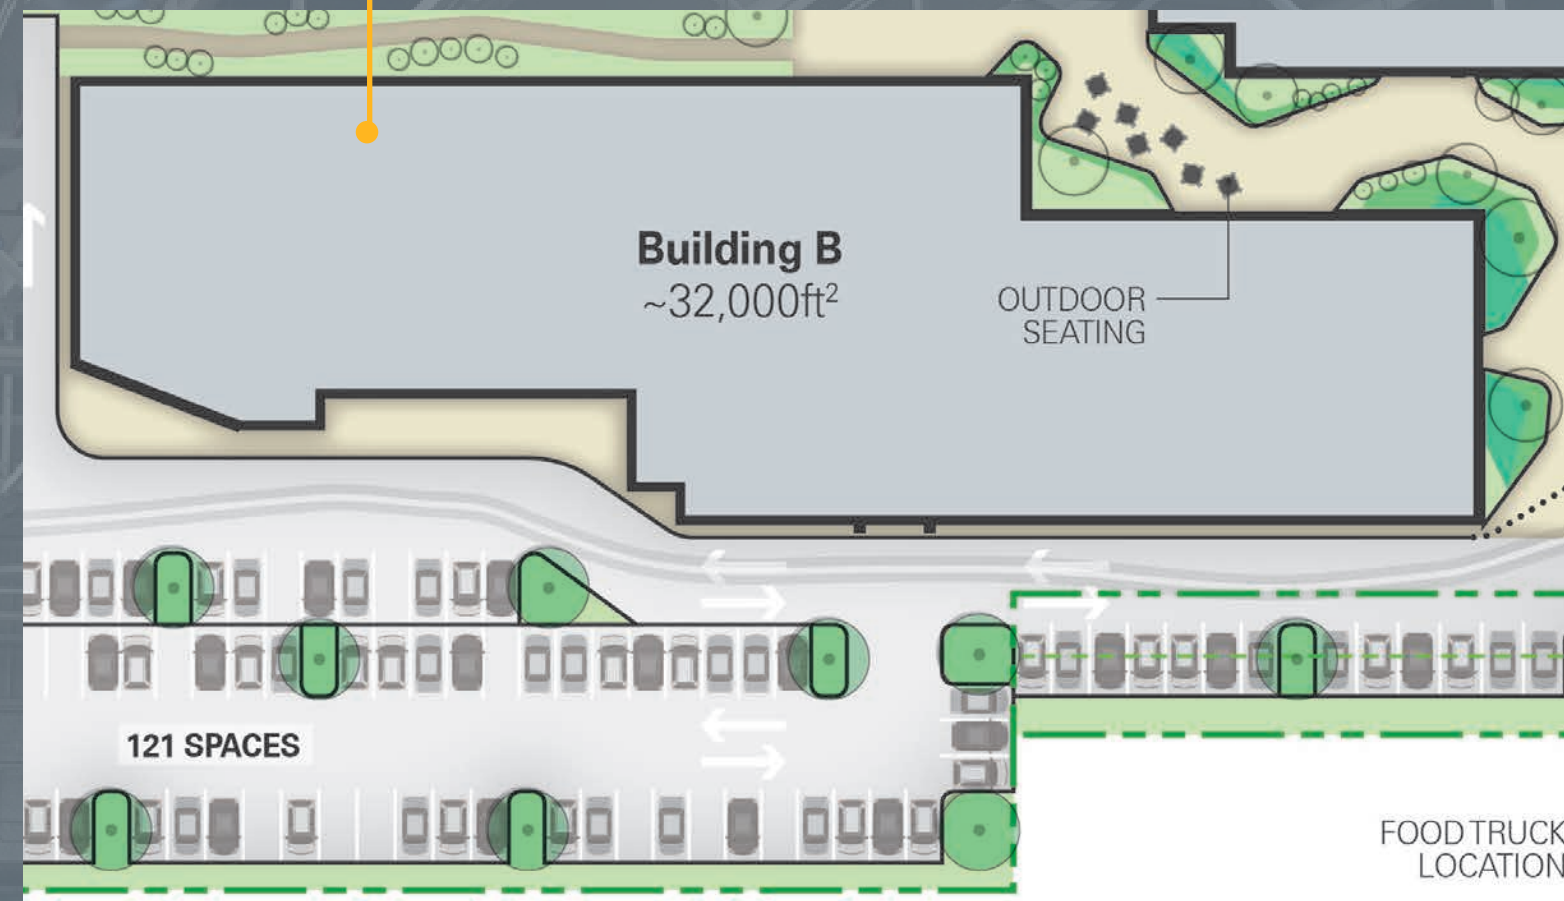 Building B
~32,000ft²
OUTDOOR
SEATING
121 SPACES
FOOD TRUCK
LOCATION